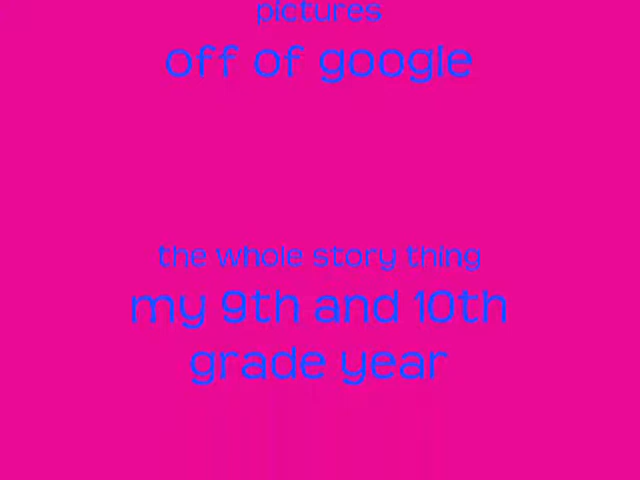 pictures
off of google
the whole story thing
my 9th and 10th
grade year